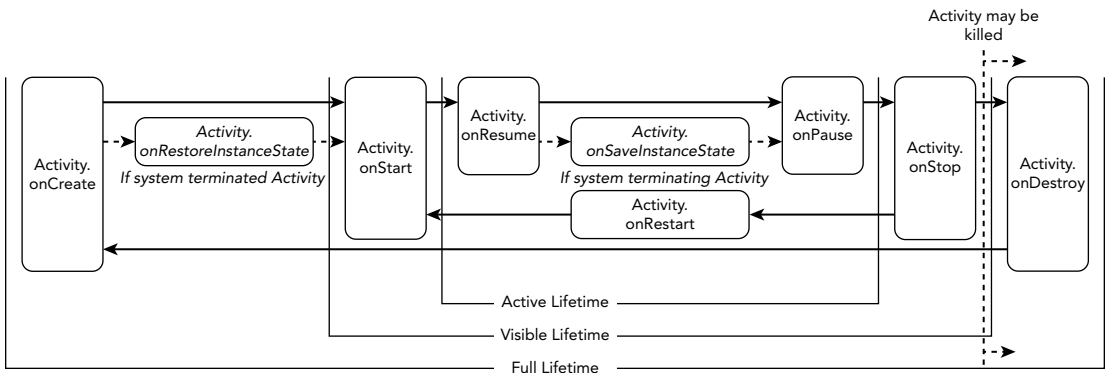 Activity may be
killed
Activity.
onCreate
Activity.
onRestoreInstanceState
If system terminated Activity
Activity.
onStart
Activity.
onResume
Activity.
onSaveInstanceState
If system terminating Activity
Activity.
onRestart
Activity.
onPause
Activity.
onStop
Activity.
onDestroy
Active Lifetime
Visible Lifetime
Full Lifetime